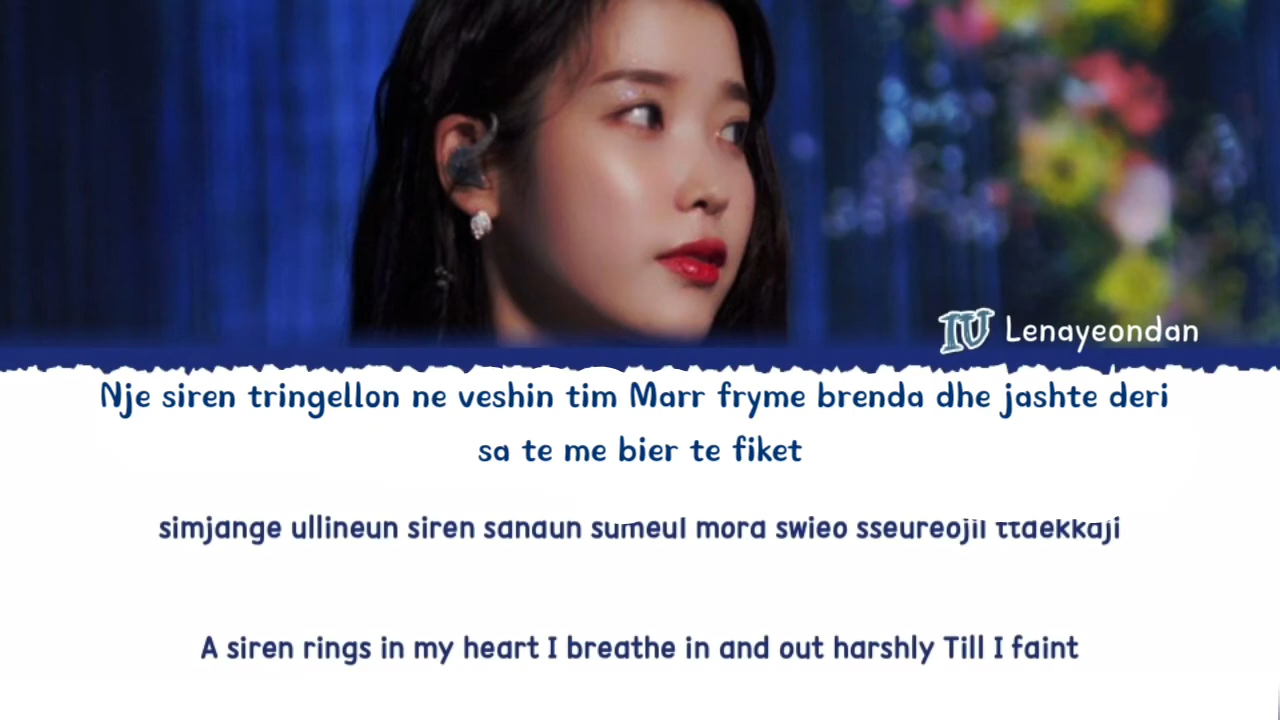 IU Lenayeondan
Nje siren tringellon ne veshin tim Marr fryme brenda dhe jashte deri
sa te me bier te fiket
simjange ullineun siren sanaun sumeul mora swieo sseureojil ttaekkaji
A siren rings in my heart I breathe in and out harshly Till I faint